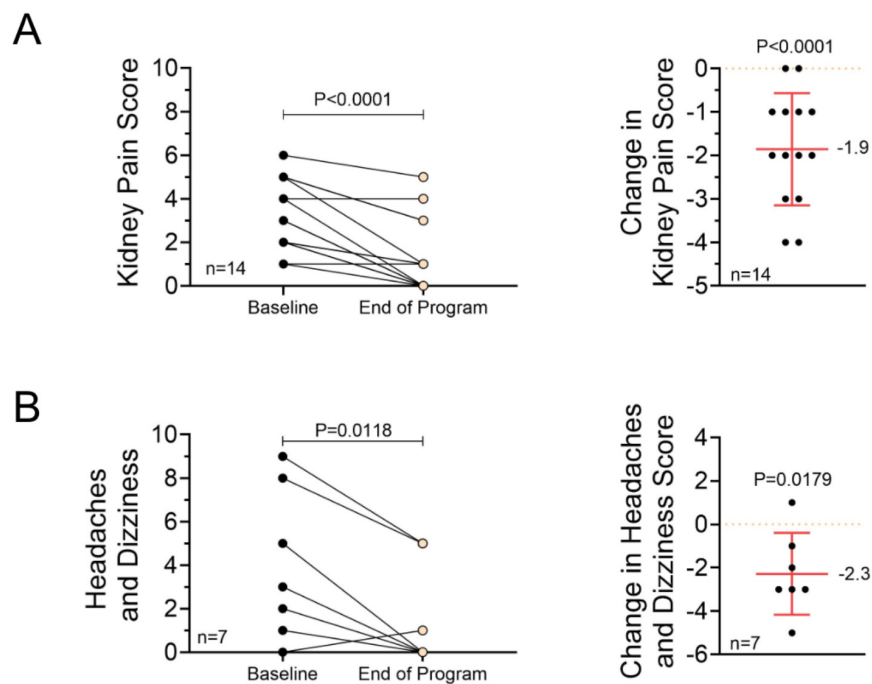 A
Kidney Pain Score
10
8
6
4
2
0
P<0.0001
n=14
Baseline
End of Program
Change in
Kidney Pain Score
P<0.0001
0
-1
-2
-3
-4
-5
-1.9
n=14
B
Headaches
and Dizziness
10
8
6
4
2
0
P=0.0118
n=7
Baseline
End of Program
Change in Headaches
and Dizziness Score
4
2
0
-2
-4
-6
P=0.0179
-2.3
n=7